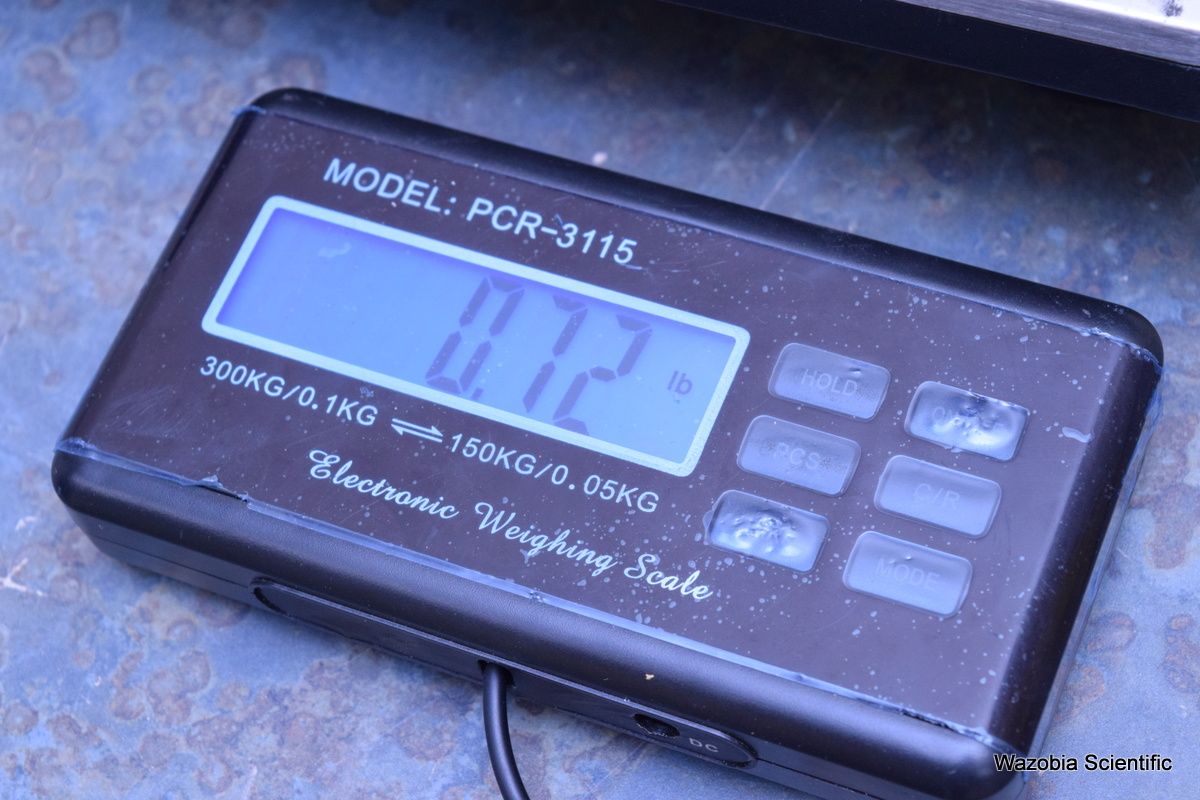 MODEL: PCR-3115
0.72 lb
300KG/0.1KG ⇌ 150KG/0.05KG
Electronic Weighing Scale
HOLD
PCS
C/R
MODE
DC
Wazobia Scientific